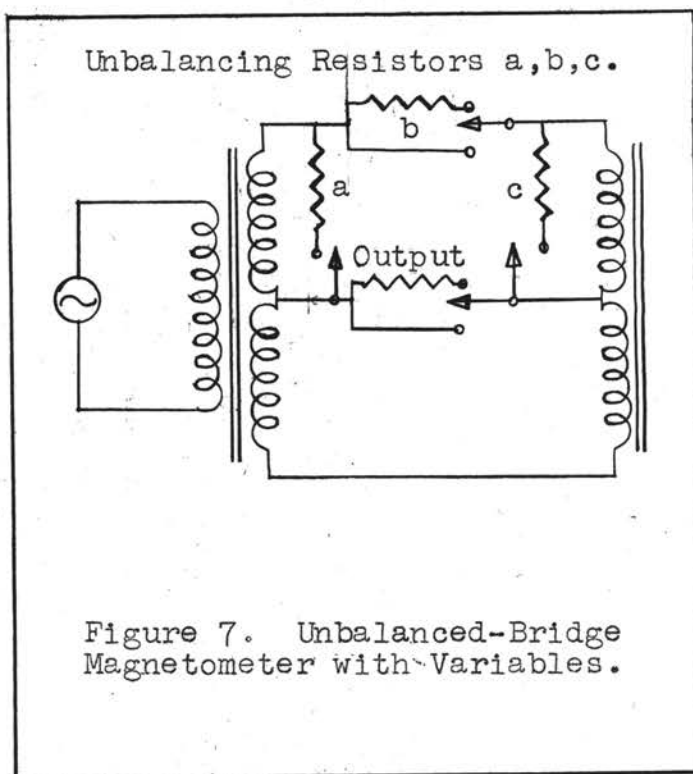 Unbalancing Resistors a,b,c.
b
a
c
Output
Figure 7. Unbalanced-Bridge
Magnetometer with Variables.